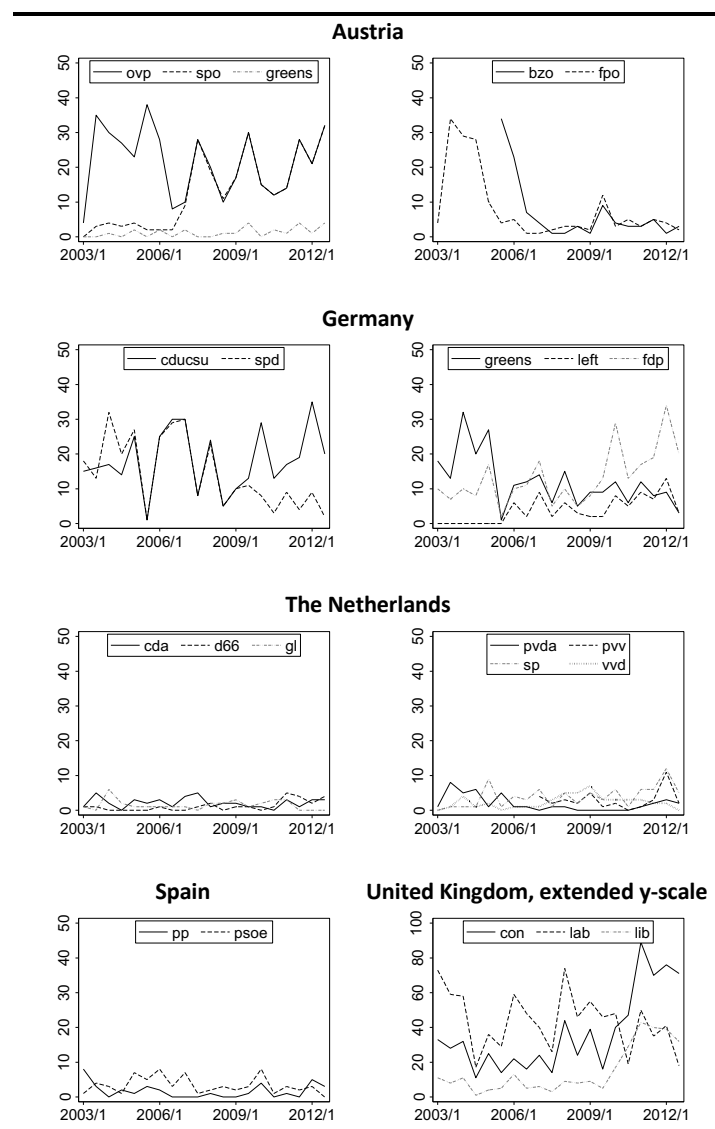 Austria
ovp spo greens
50
40
30
20
10
0
2003/1 2006/1 2009/1 2012/1
bzo fpo
50
40
30
20
10
0
2003/1 2006/1 2009/1 2012/1
Germany
cducsu spd
50
40
30
20
10
0
2003/1 2006/1 2009/1 2012/1
greens left fdp
50
40
30
20
10
0
2003/1 2006/1 2009/1 2012/1
The Netherlands
cda d66 gl
50
40
30
20
10
0
2003/1 2006/1 2009/1 2012/1
pvda pvv
sp vvd
50
40
30
20
10
0
2003/1 2006/1 2009/1 2012/1
Spain
pp psoe
50
40
30
20
10
0
2003/1 2006/1 2009/1 2012/1
United Kingdom, extended y-scale
con lab lib
100
80
60
40
20
0
2003/1 2006/1 2009/1 2012/1